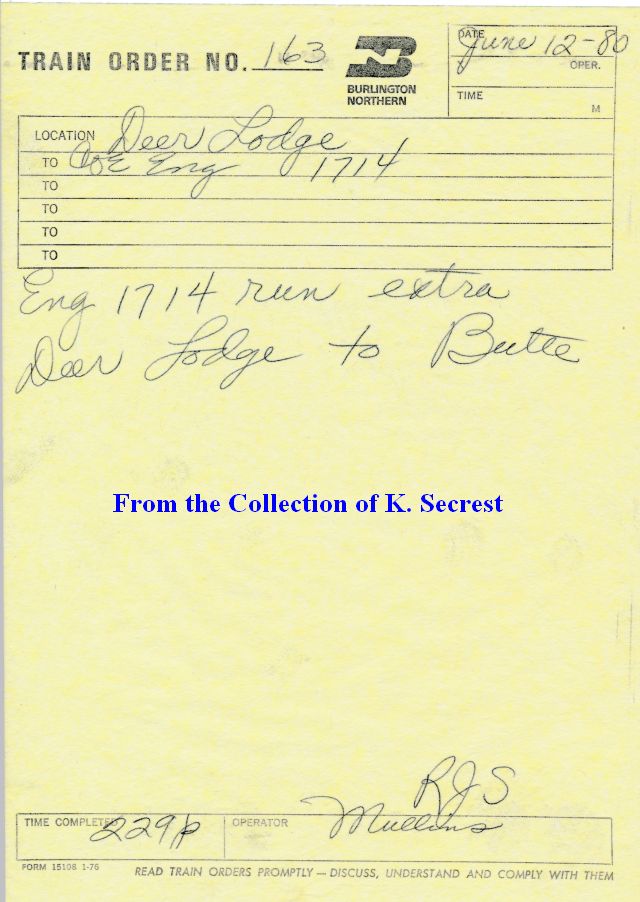 TRAIN ORDER NO. 163
BURLINGTON
NORTHERN
DATE June 12-80
OPER.
TIME M
LOCATION Deer Lodge
TO C&E Eng 1714
TO
TO
TO
TO
Eng 1714 run extra
Deer Lodge to Butte
From the Collection of K. Secrest
RJS
TIME COMPLETED 229p OPERATOR Mullins
FORM 15108 1-76 READ TRAIN ORDERS PROMPTLY — DISCUSS, UNDERSTAND AND COMPLY WITH THEM